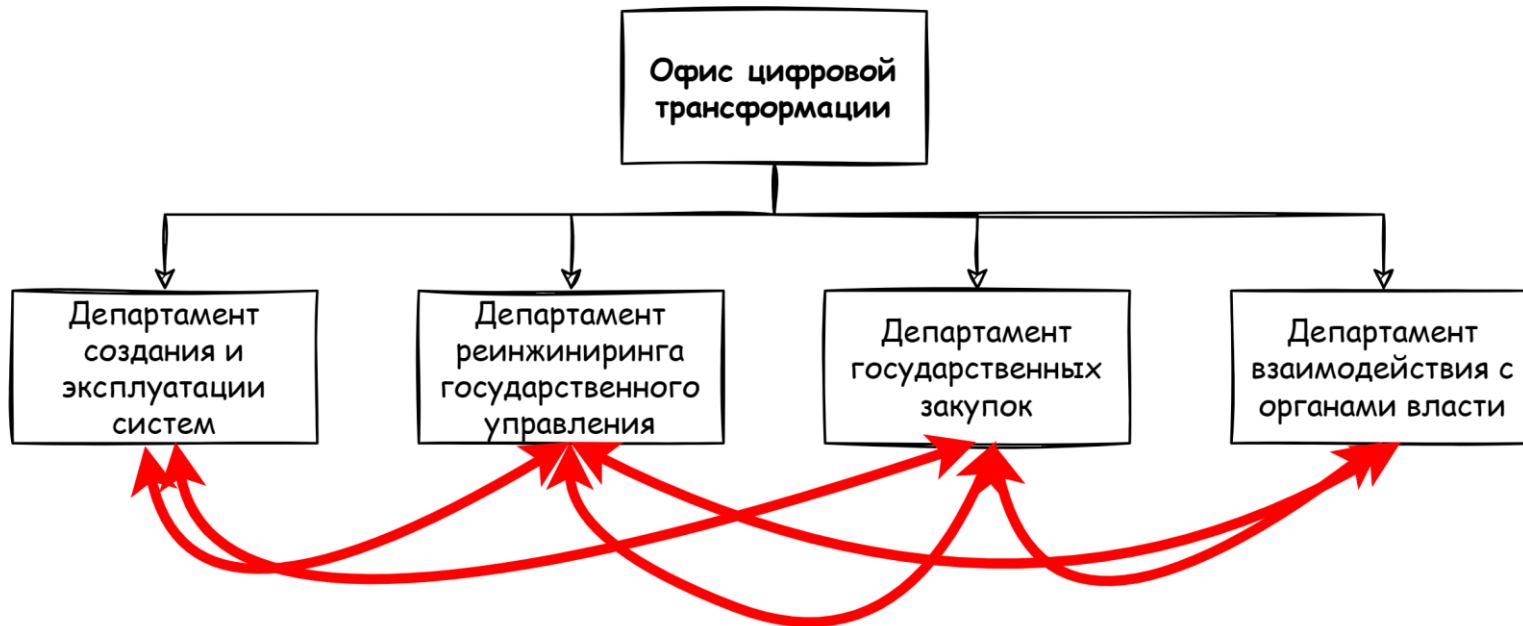 Офис цифровой
трансформации
Департамент
создания и
эксплуатации
систем
Департамент
реинжиниринга
государственного
управления
Департамент
государственных
закупок
Департамент
взаимодействия с
органами власти